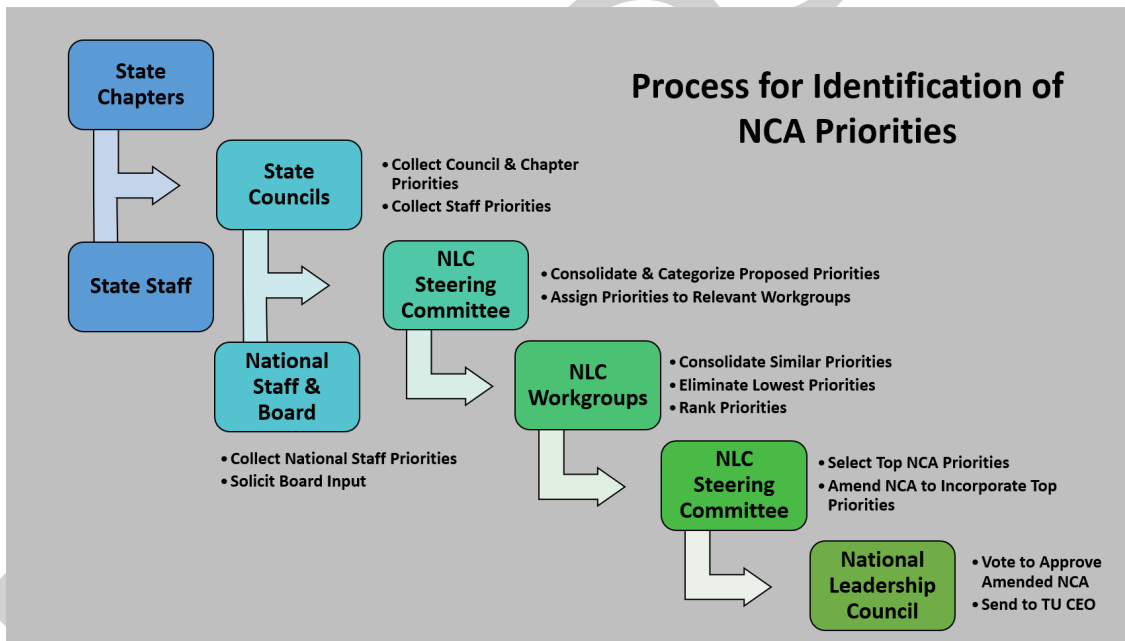 Process for Identification of
NCA Priorities
State
Chapters
State Staff
State
Councils
• Collect Council & Chapter
Priorities
• Collect Staff Priorities
National
Staff &
Board
• Collect National Staff Priorities
• Solicit Board Input
NLC
Steering
Committee
• Consolidate & Categorize Proposed Priorities
• Assign Priorities to Relevant Workgroups
NLC
Workgroups
• Consolidate Similar Priorities
• Eliminate Lowest Priorities
• Rank Priorities
NLC
Steering
Committee
• Select Top NCA Priorities
• Amend NCA to Incorporate Top
Priorities
National
Leadership
Council
• Vote to Approve
Amended NCA
• Send to TU CEO